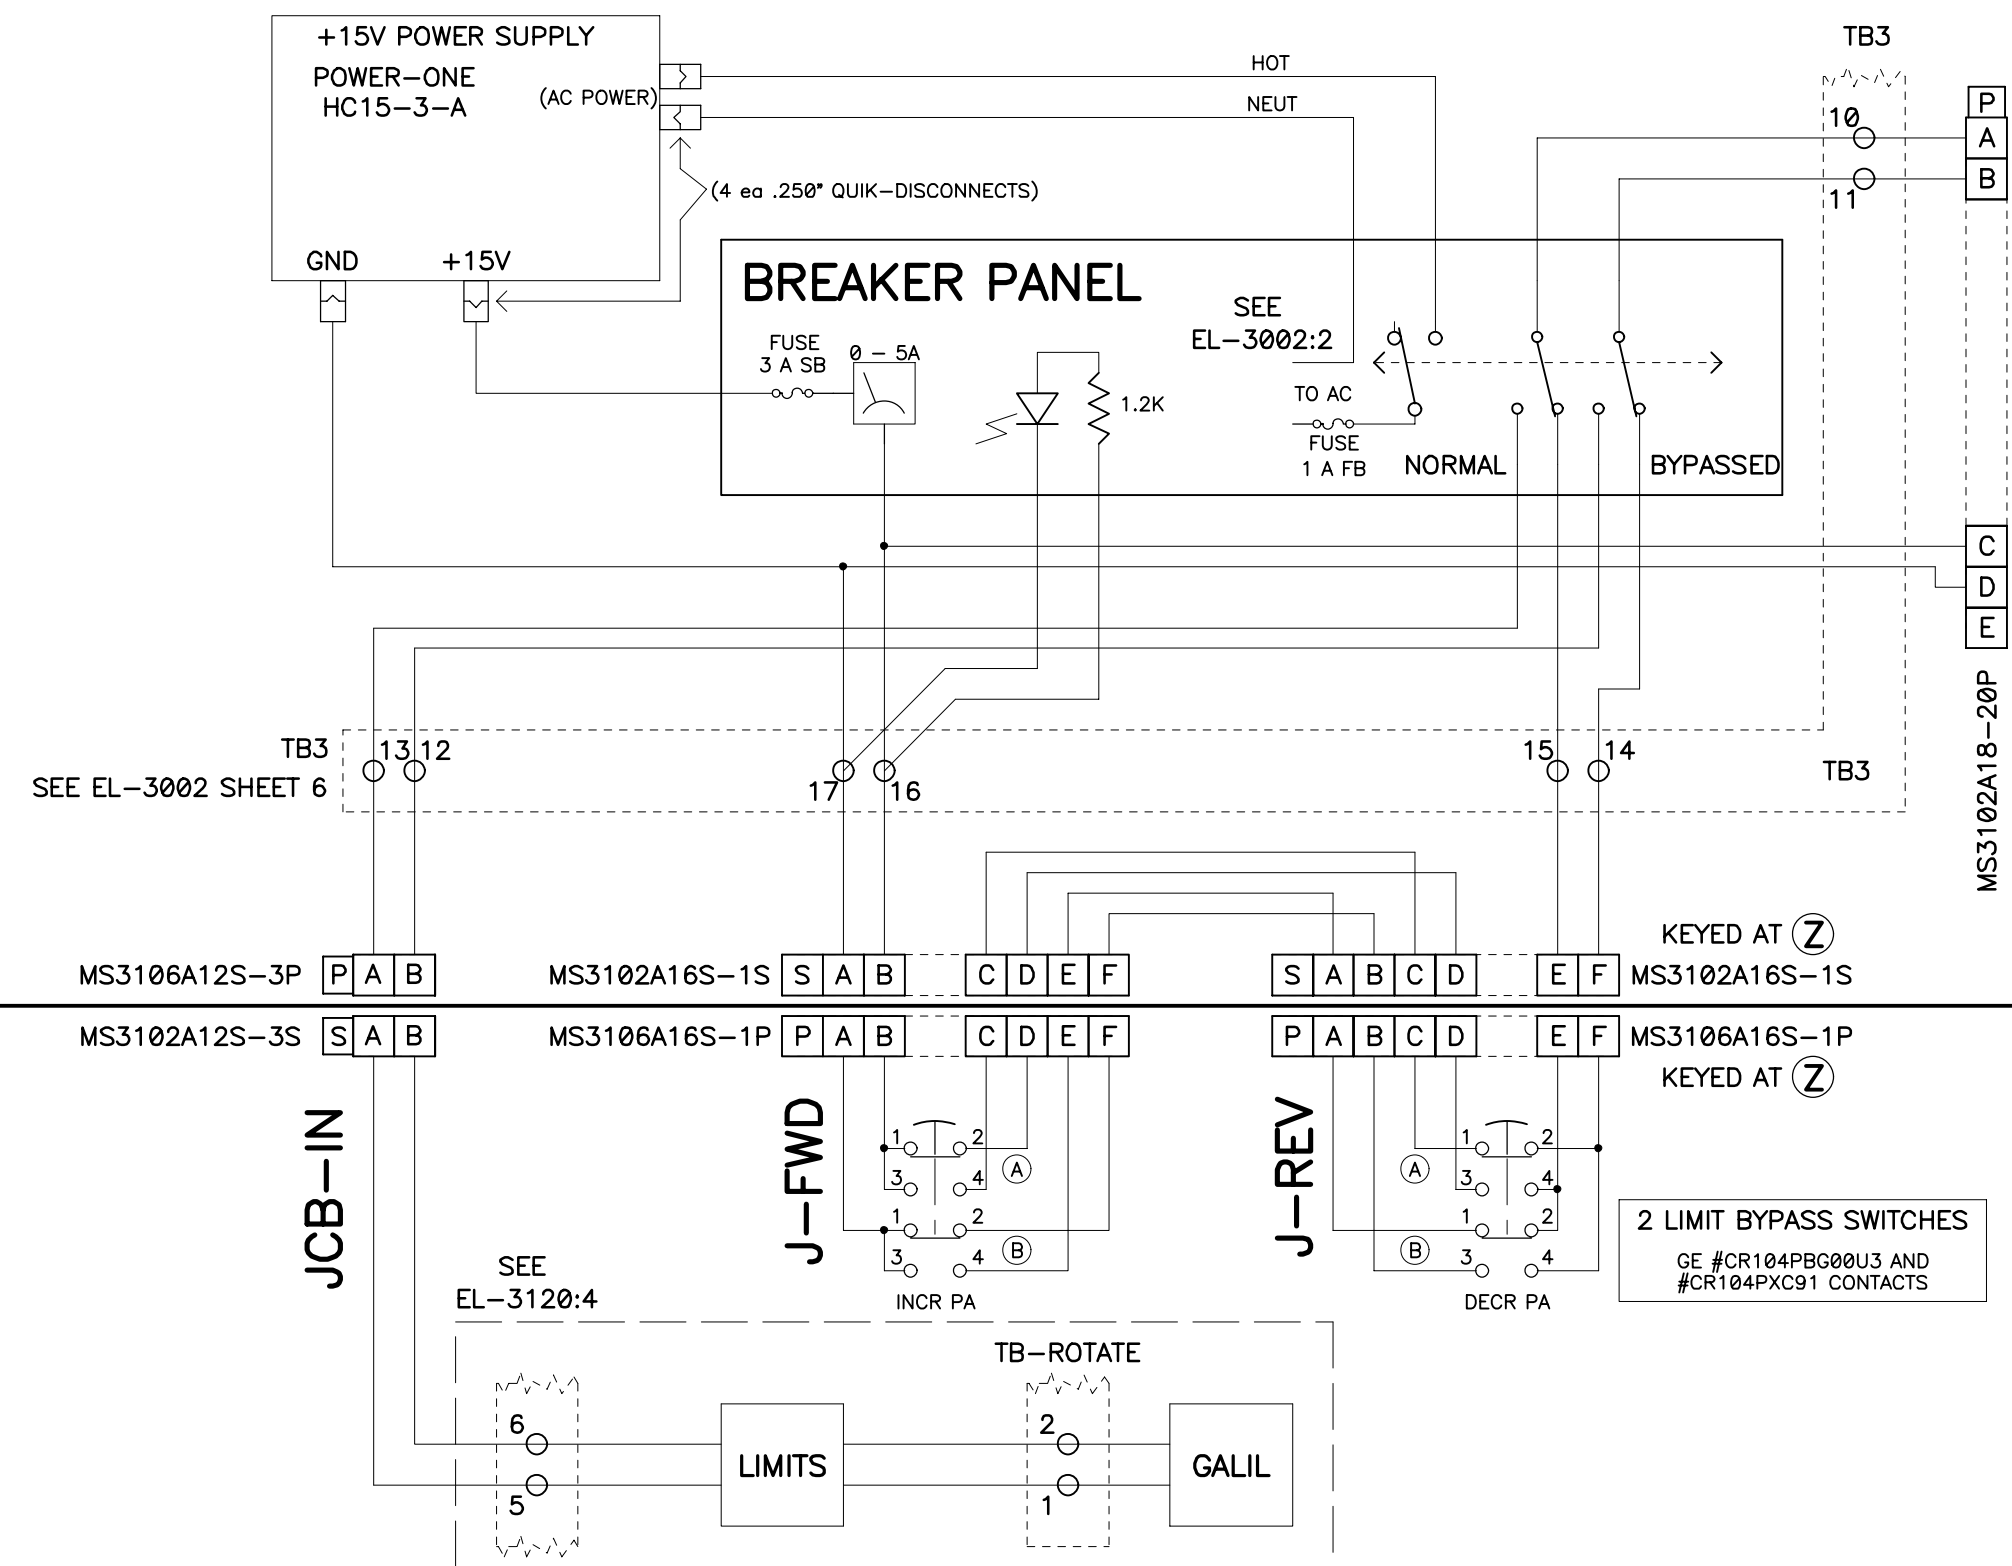 +15V POWER SUPPLY
POWER-ONE
HC15-3-A
(AC POWER)
GND
+15V
HOT
NEUT
(4 ea .250" QUIK-DISCONNECTS)
TB3
10
11
P
A
B
BREAKER PANEL
SEE
EL-3002:2
FUSE
3 A SB
0 - 5A
1.2K
TO AC
FUSE
1 A FB
NORMAL
BYPASSED
C
D
E
MS3102A18-20P
TB3
SEE EL-3002 SHEET 6
13
12
17
16
15
14
TB3
KEYED AT Z
MS3106A12S-3P
P A B
MS3102A16S-1S
S A B
C D E F
S A B C D
E F
MS3102A16S-1S
MS3102A12S-3S
S A B
MS3106A16S-1P
P A B
C D E F
P A B C D
E F
MS3106A16S-1P
KEYED AT Z
JCB-IN
J-FWD
1 2
A
3 4
1 2
B
3 4
INCR PA
J-REV
1 2
A
3 4
1 2
B
3 4
DECR PA
2 LIMIT BYPASS SWITCHES
GE #CR104PBG00U3 AND
#CR104PXC91 CONTACTS
SEE
EL-3120:4
TB-ROTATE
6
5
LIMITS
2
1
GALIL